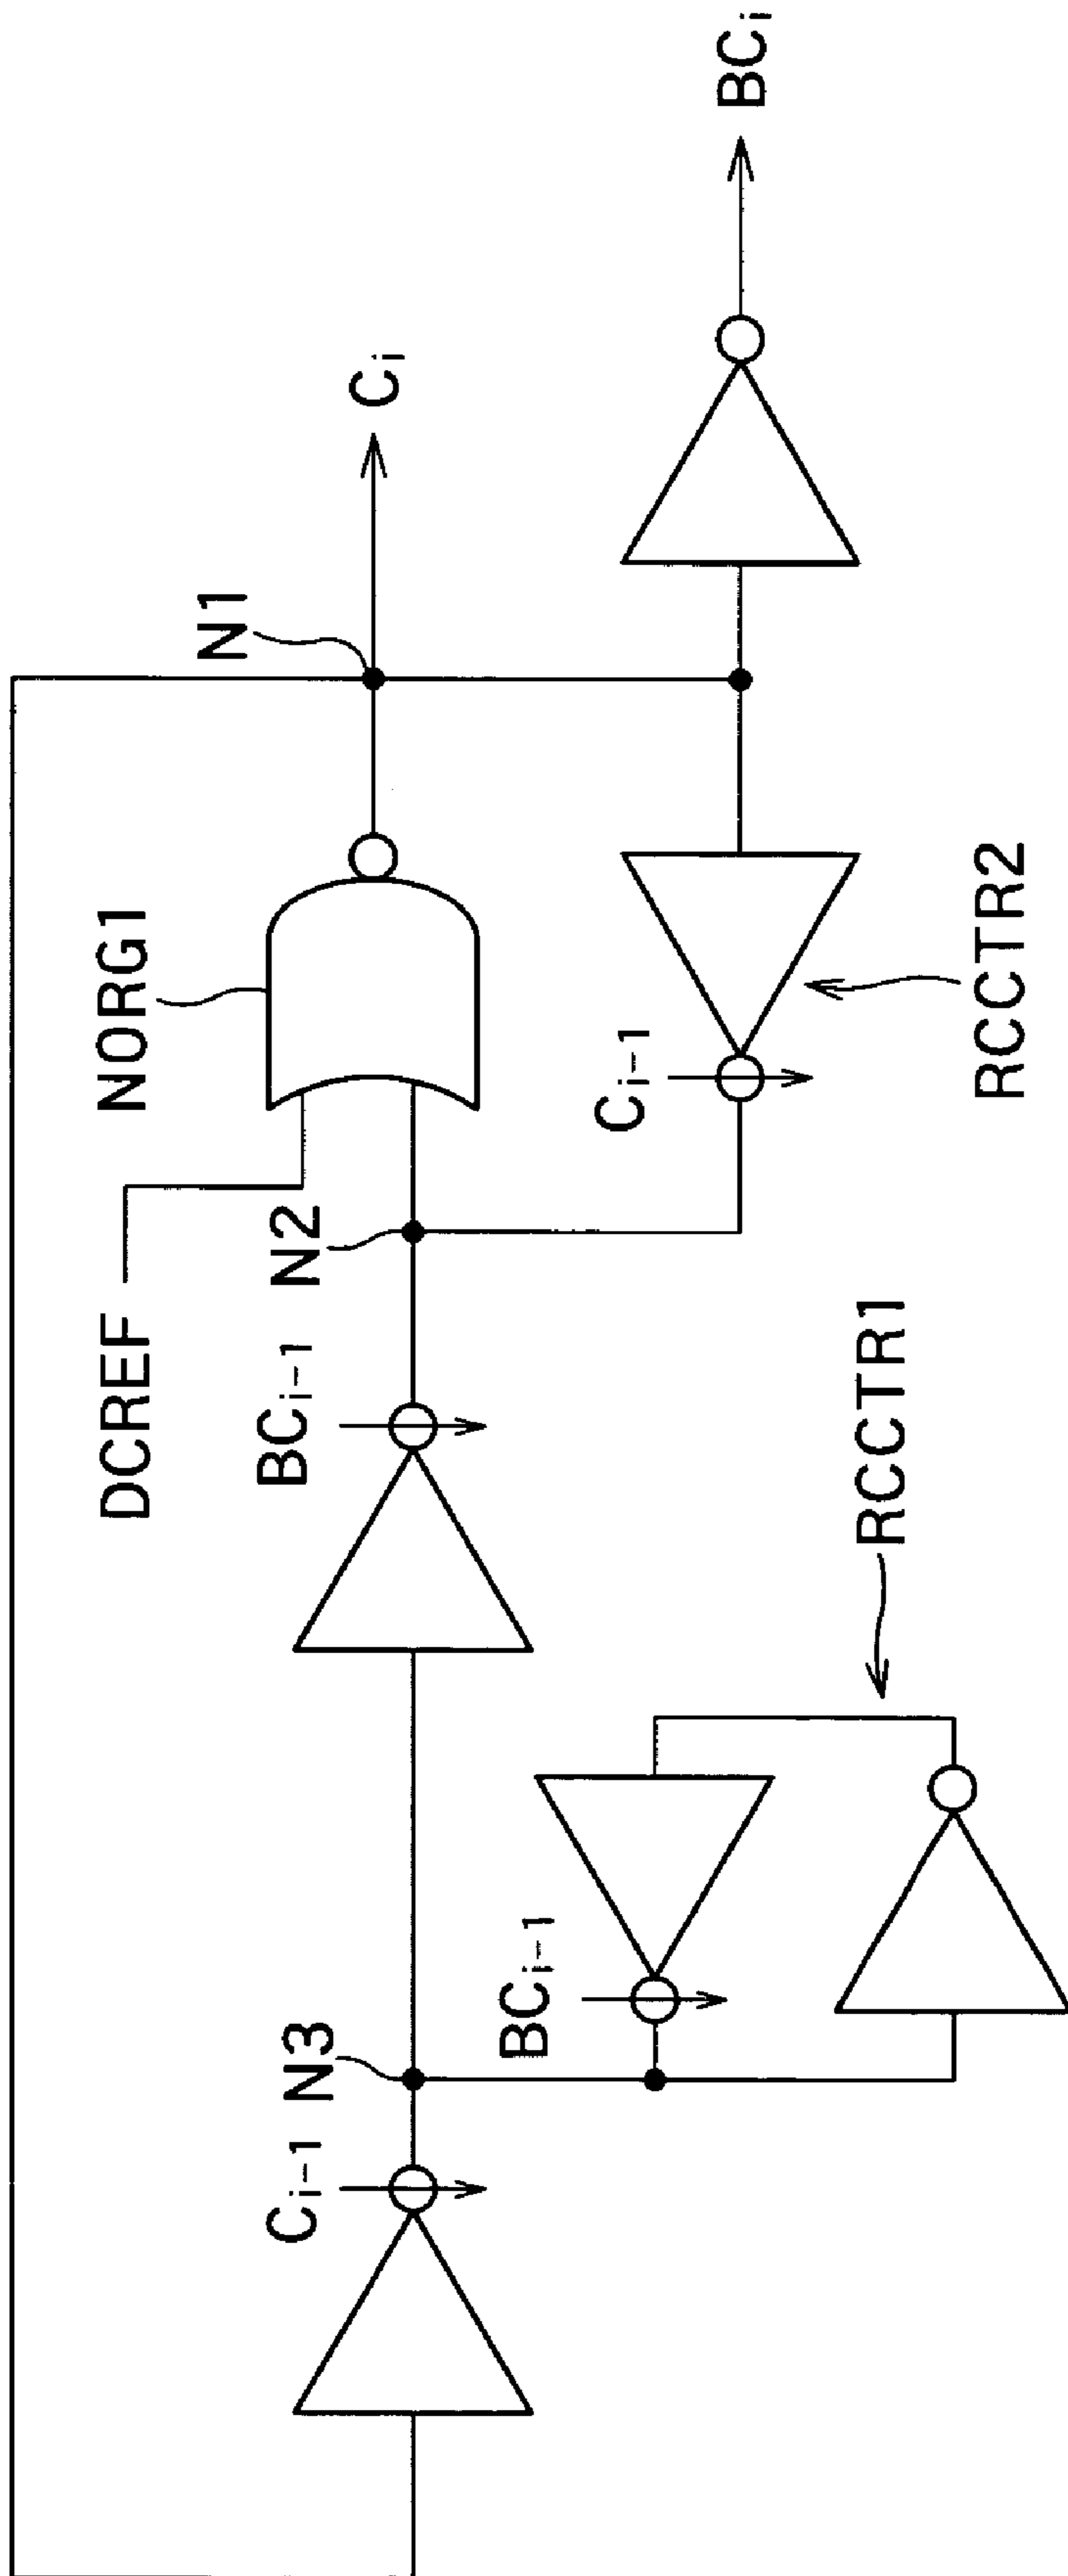 BCᵢ
Cᵢ
N1
NORG1
Cᵢ₋₁
RCCTR2
N2
DCREF
BCᵢ₋₁
RCCTR1
BCᵢ₋₁
N3
Cᵢ₋₁